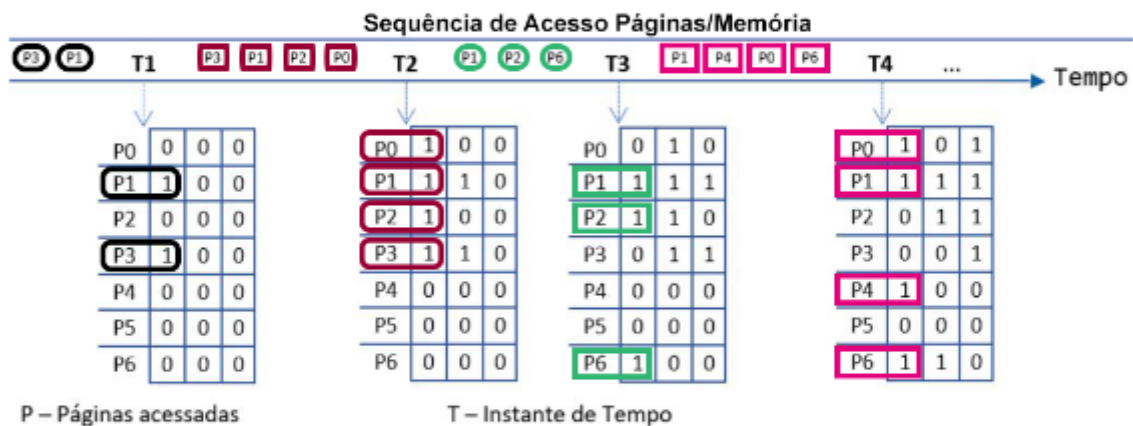 Sequência de Acesso Páginas/Memória
P3 P1 T1 P3 P1 P2 P0 T2 P1 P2 P6 T3 P1 P4 P0 P6 T4 ...
Tempo
P0 0 0 0 P0 1 0 0 P0 0 1 0 P0 1 0 1
P1 1 0 0 P1 1 1 0 P1 1 1 1 P1 1 1 1
P2 0 0 0 P2 1 0 0 P2 1 1 0 P2 0 1 1
P3 1 0 0 P3 1 1 0 P3 0 1 1 P3 0 0 1
P4 0 0 0 P4 0 0 0 P4 0 0 0 P4 1 0 0
P5 0 0 0 P5 0 0 0 P5 0 0 0 P5 0 0 0
P6 0 0 0 P6 0 0 0 P6 1 0 0 P6 1 1 0
P – Páginas acessadas T – Instante de Tempo